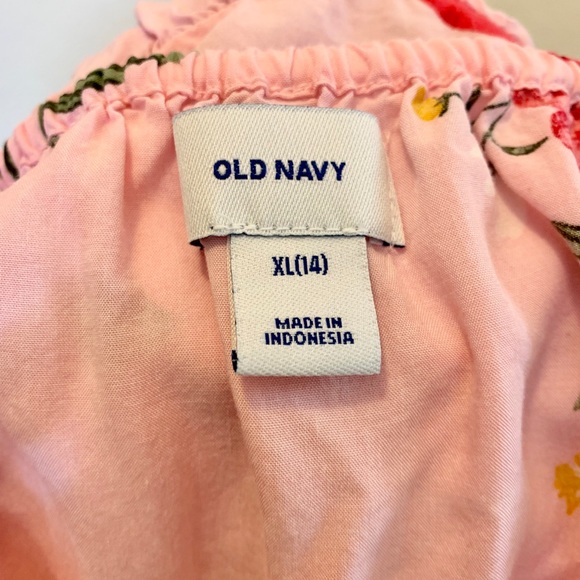 OLD NAVY
XL(14)
MADE IN
INDONESIA